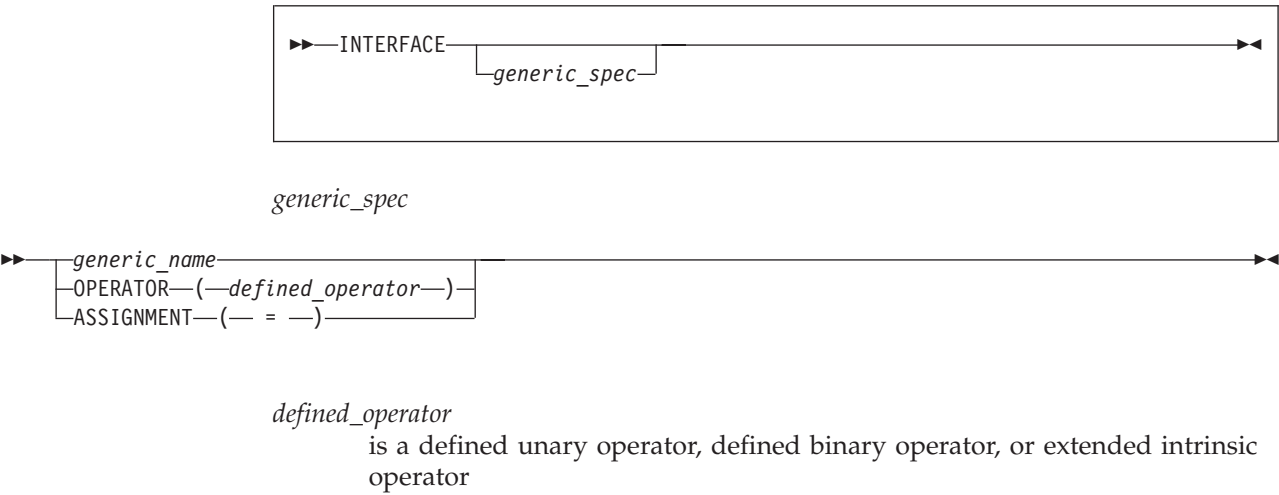 INTERFACE
generic_spec
generic_spec
generic_name
OPERATOR ( defined_operator )
ASSIGNMENT ( = )
defined_operator
is a defined unary operator, defined binary operator, or extended intrinsic
operator